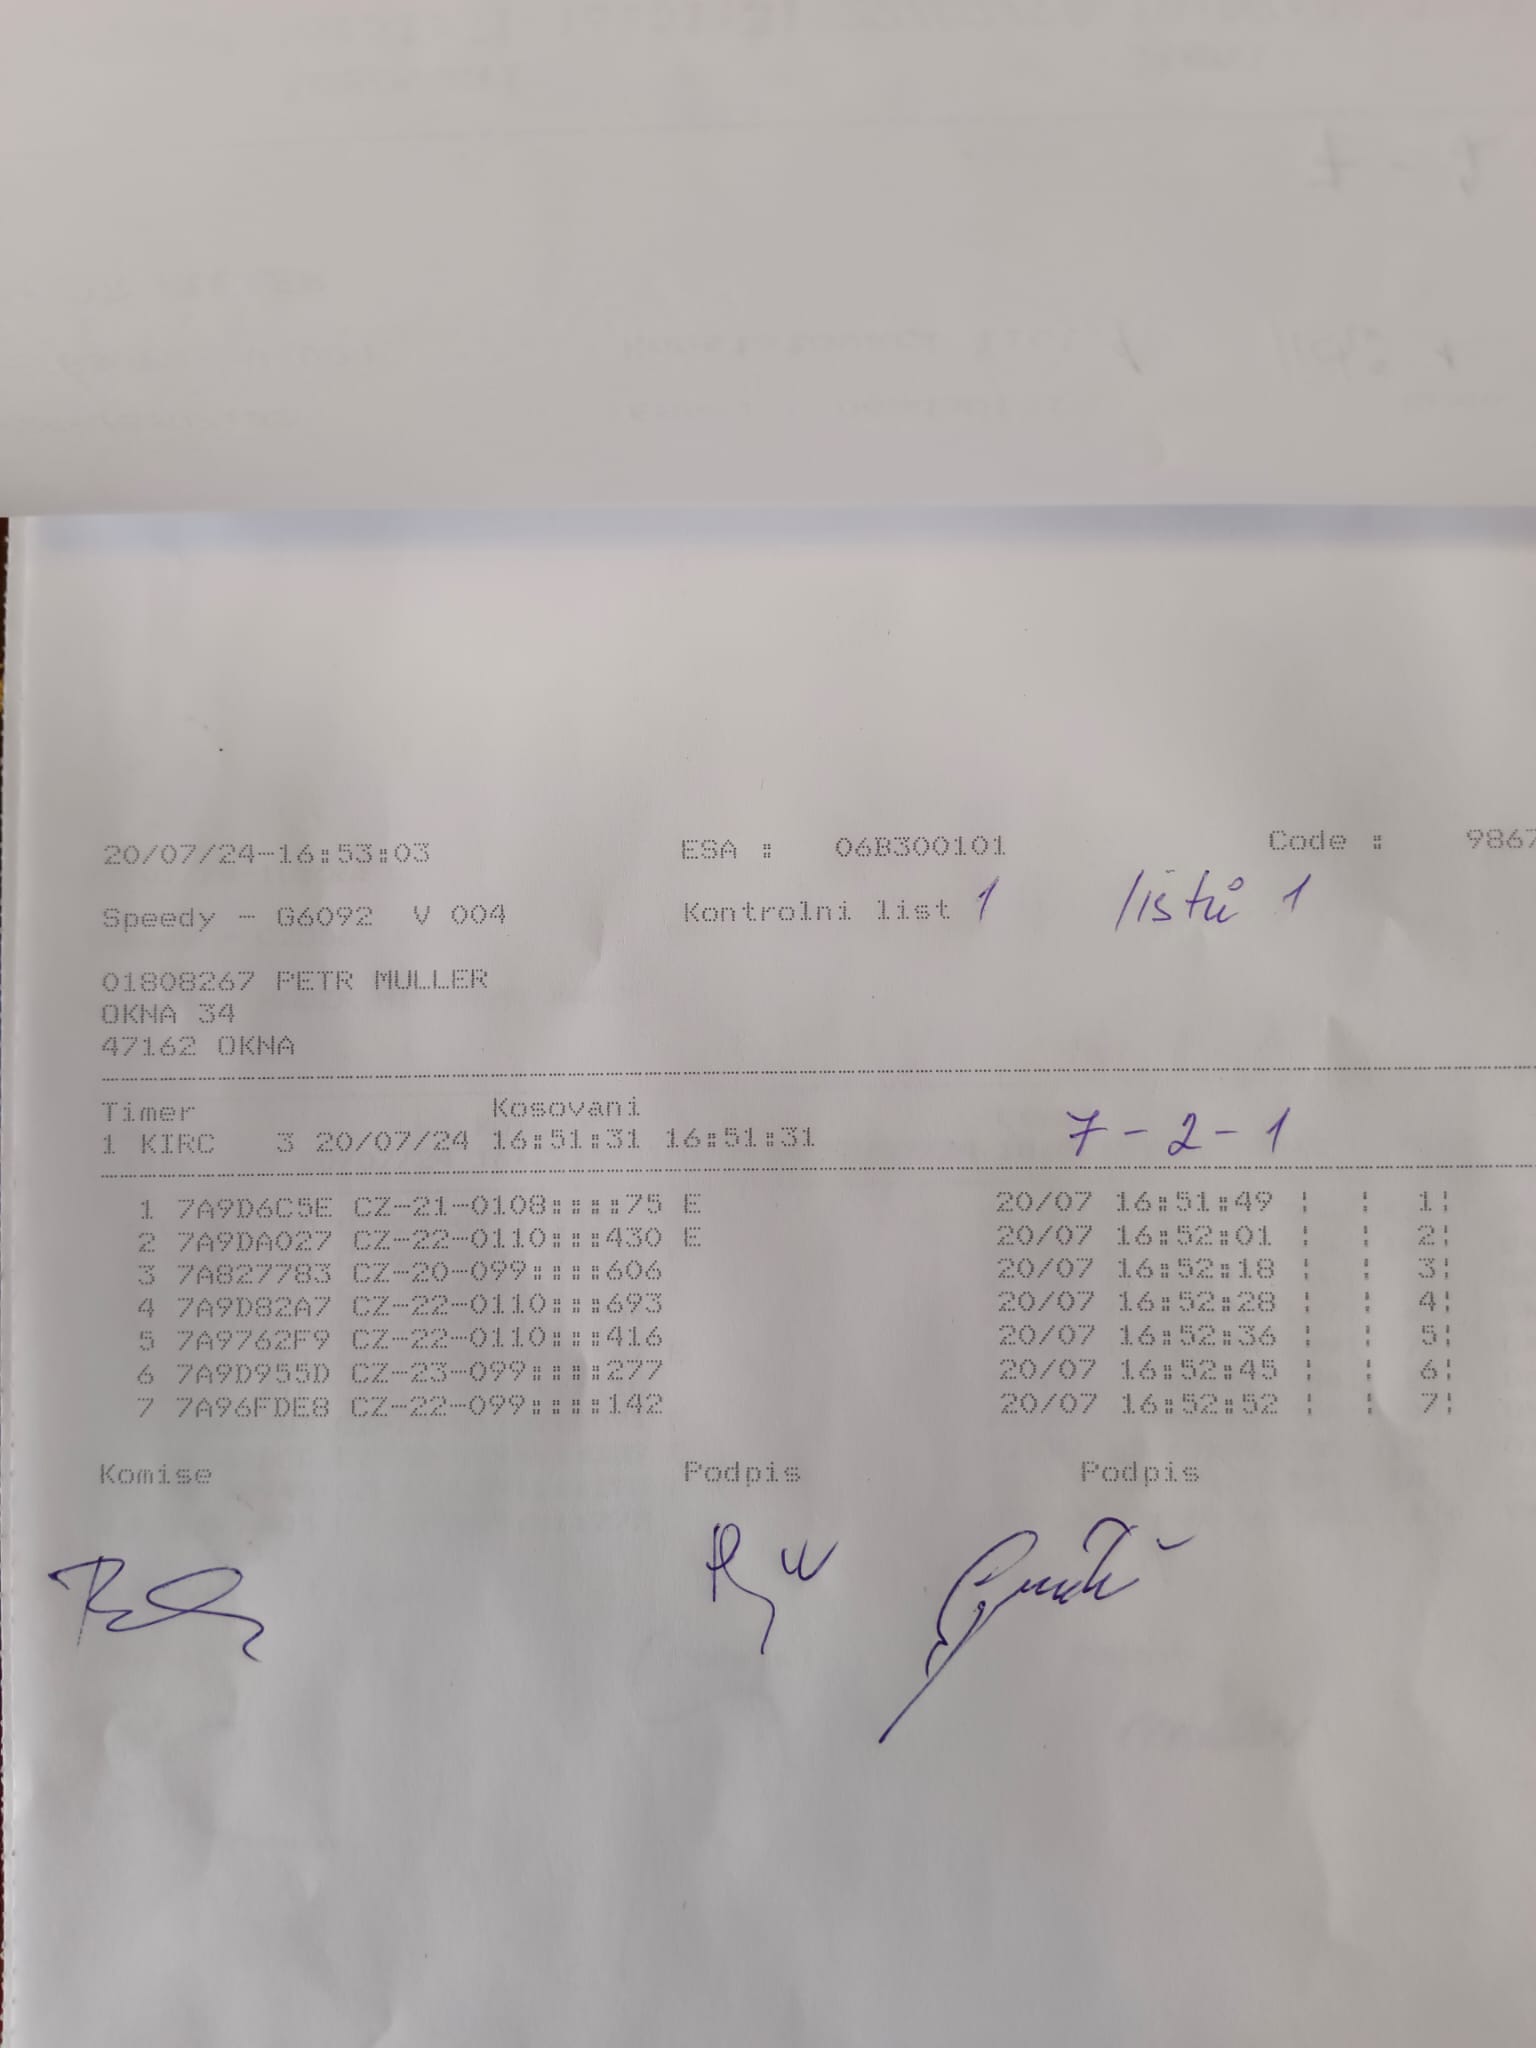 20/07/24-16:53:03 ESA : 06B300101 Code : 9867
Speedy - G6092 V 004 Kontrolni list 1 listů 1
01808267 PETR MULLER
OKNA 34
47162 OKNA
Timer Kosovani
1 KIRC 3 20/07/24 16:51:31 16:51:31 7-2-1
1 7A9D6C5E CZ-21-0108::::75 E 20/07 16:51:49 ¦ ¦ 1¦
2 7A9DA027 CZ-22-0110:::430 E 20/07 16:52:01 ¦ ¦ 2¦
3 7A827783 CZ-20-099::::606 20/07 16:52:18 ¦ ¦ 3¦
4 7A9D82A7 CZ-22-0110:::693 20/07 16:52:28 ¦ ¦ 4¦
5 7A9762F9 CZ-22-0110:::416 20/07 16:52:36 ¦ ¦ 5¦
6 7A9D955D CZ-23-099::::277 20/07 16:52:45 ¦ ¦ 6¦
7 7A96FDE8 CZ-22-099::::142 20/07 16:52:52 ¦ ¦ 7¦
Komise Podpis Podpis